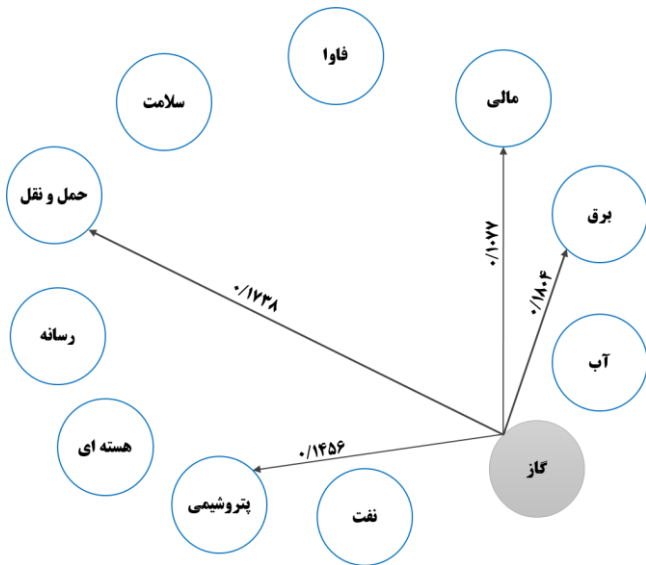 فاوا
مالی
سلامت
حمل و نقل
برق
۰/۱۰۷۷
۰/۱۸۰۴
۰/۱۷۳۸
رسانه
آب
هسته ای
۰/۱۴۵۶
گاز
پتروشیمی
نفت